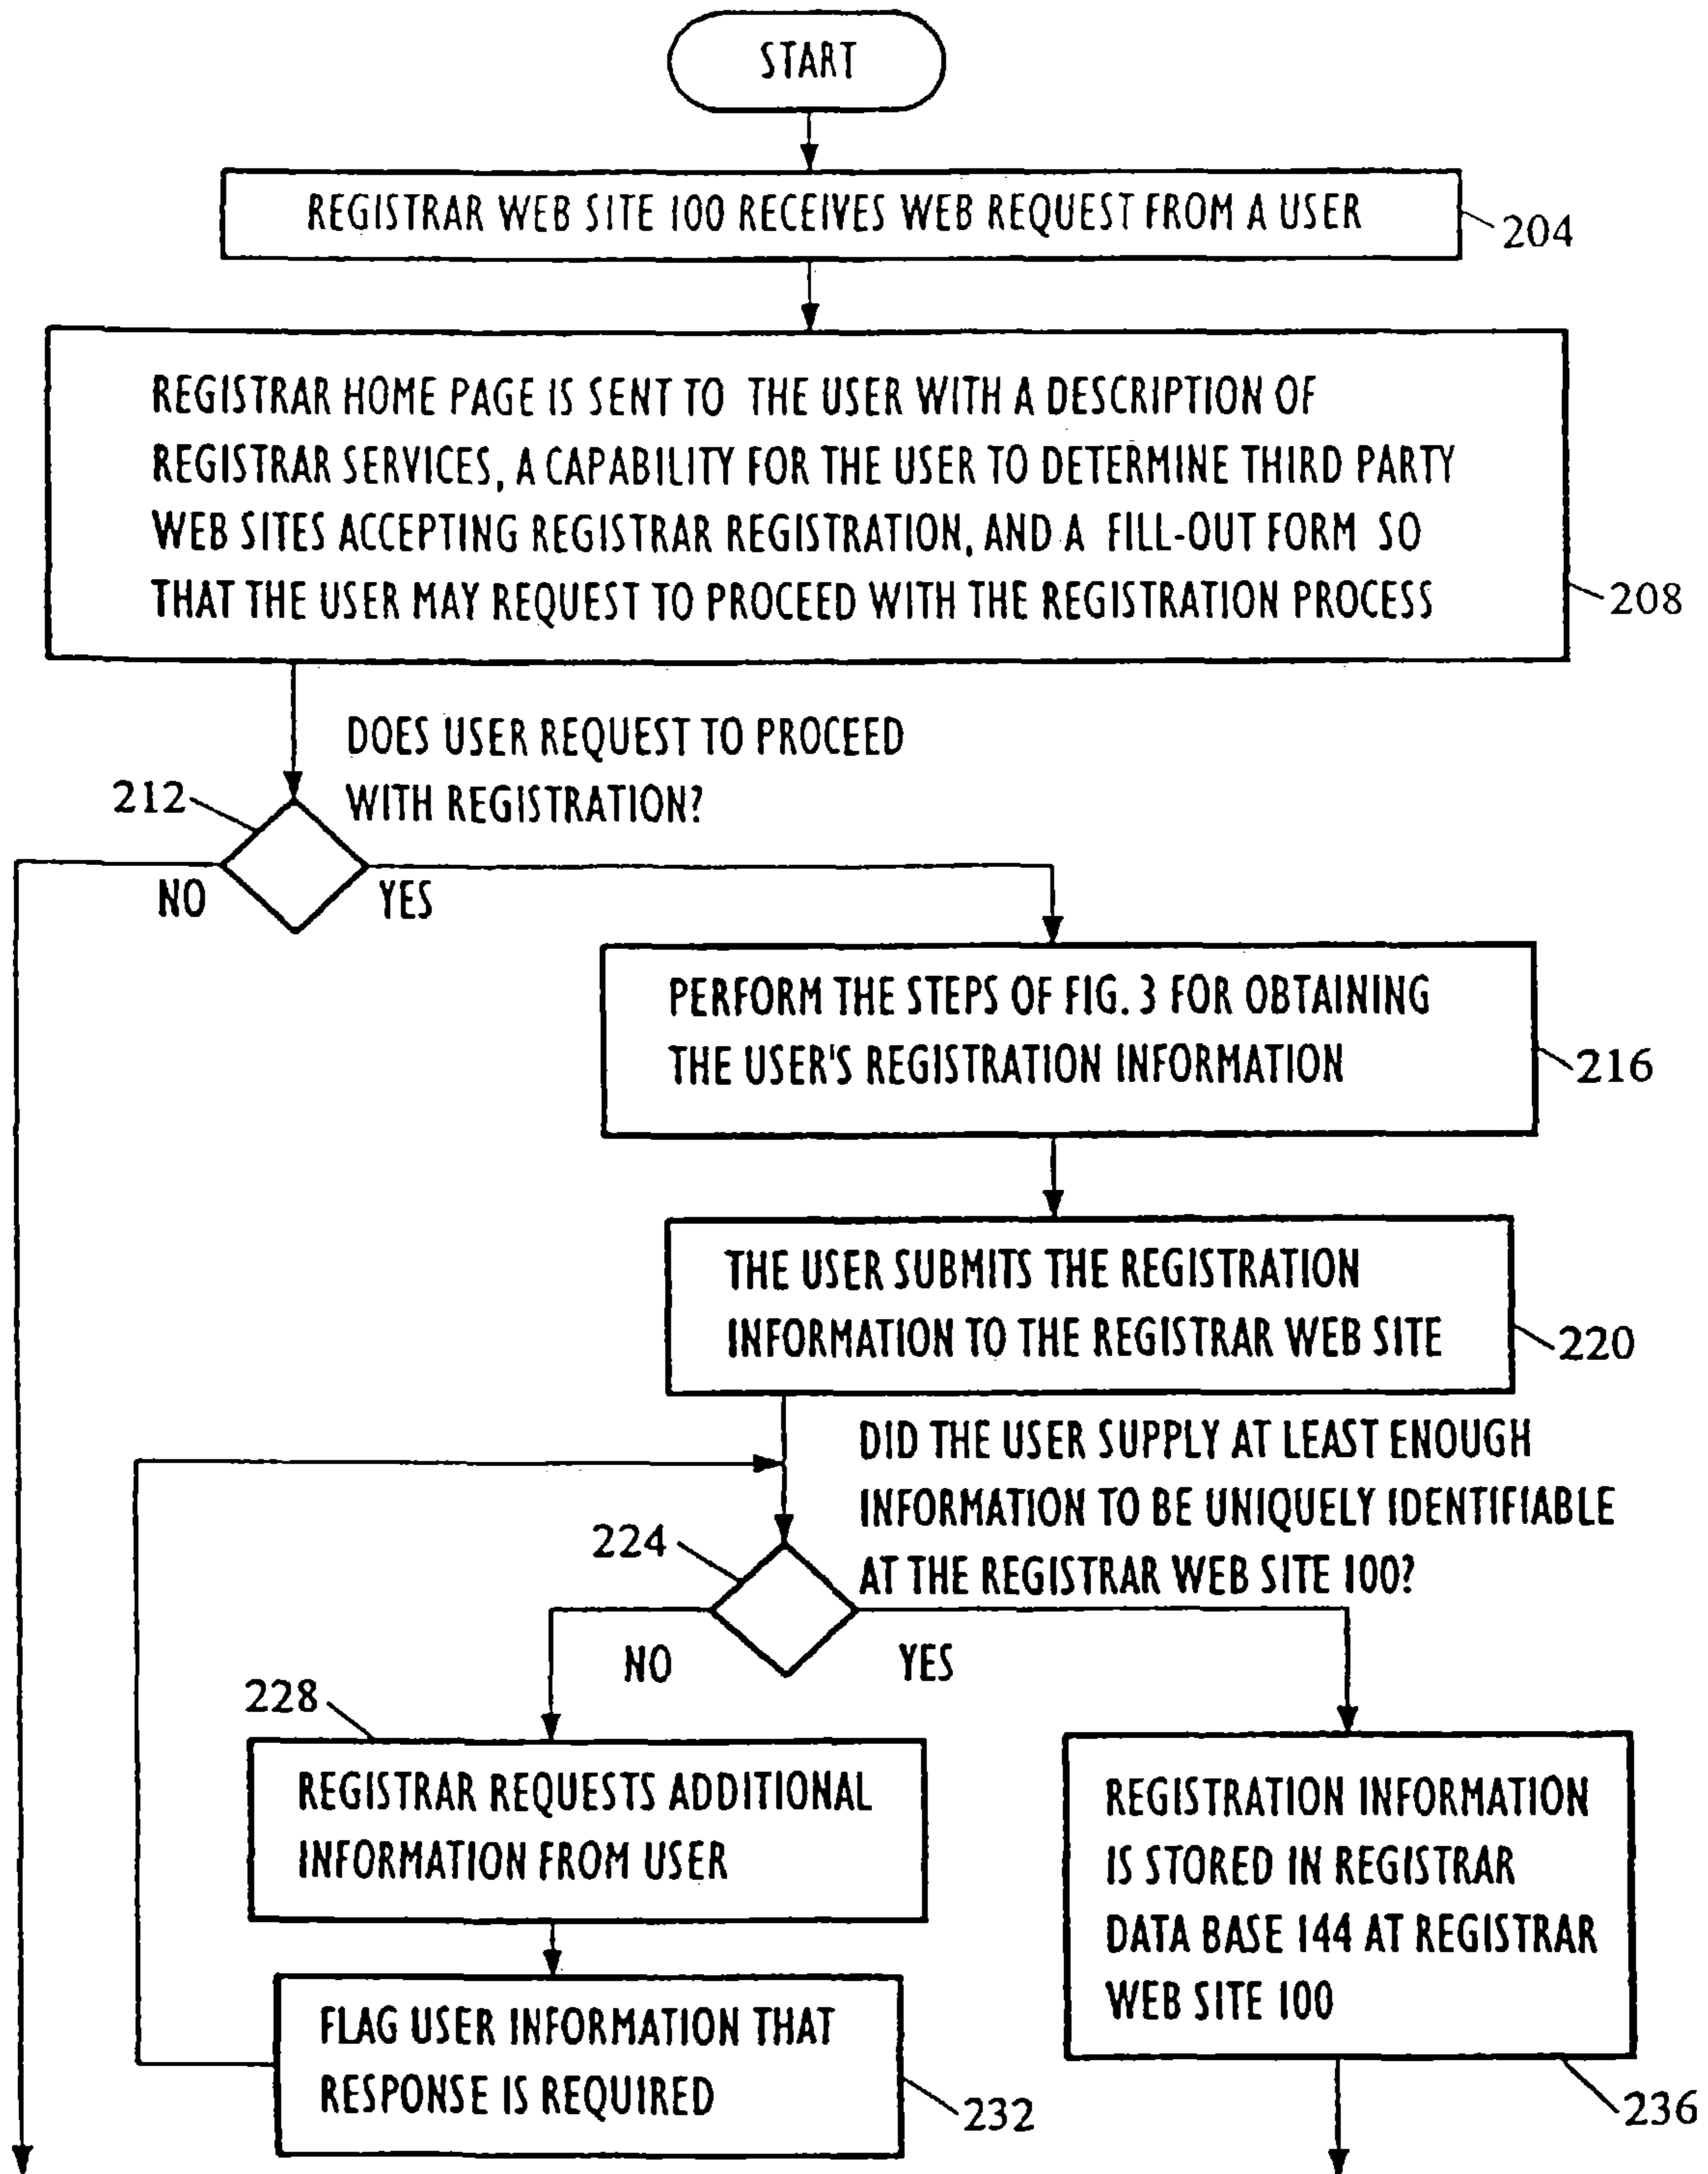 START
REGISTRAR WEB SITE 100 RECEIVES WEB REQUEST FROM A USER
204
REGISTRAR HOME PAGE IS SENT TO THE USER WITH A DESCRIPTION OF
REGISTRAR SERVICES, A CAPABILITY FOR THE USER TO DETERMINE THIRD PARTY
WEB SITES ACCEPTING REGISTRAR REGISTRATION, AND A FILL-OUT FORM SO
THAT THE USER MAY REQUEST TO PROCEED WITH THE REGISTRATION PROCESS
208
DOES USER REQUEST TO PROCEED
WITH REGISTRATION?
212
NO
YES
PERFORM THE STEPS OF FIG. 3 FOR OBTAINING
THE USER'S REGISTRATION INFORMATION
216
THE USER SUBMITS THE REGISTRATION
INFORMATION TO THE REGISTRAR WEB SITE
220
DID THE USER SUPPLY AT LEAST ENOUGH
INFORMATION TO BE UNIQUELY IDENTIFIABLE
AT THE REGISTRAR WEB SITE 100?
224
NO
YES
228
REGISTRAR REQUESTS ADDITIONAL
INFORMATION FROM USER
REGISTRATION INFORMATION
IS STORED IN REGISTRAR
DATA BASE 144 AT REGISTRAR
WEB SITE 100
236
FLAG USER INFORMATION THAT
RESPONSE IS REQUIRED
232